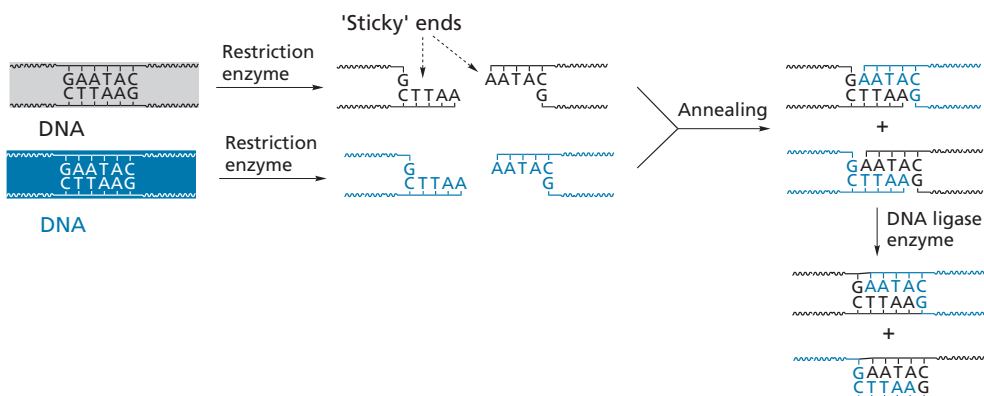 'Sticky' ends
Restriction
enzyme
GAATAC
CTTAAG
DNA
G
CTTAA
AATAC
G
Annealing
GAATAC
CTTAAG
+
Restriction
enzyme
GAATAC
CTTAAG
DNA
G
CTTAA
AATAC
G
GAATAC
CTTAAG
DNA ligase
enzyme
GAATAC
CTTAAG
+
GAATAC
CTTAAG